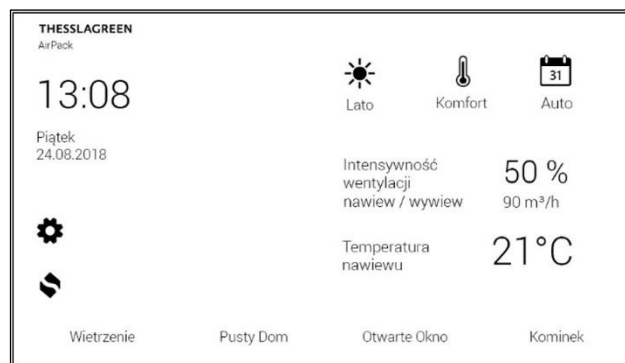 THESSLAGREEN
AirPack
13:08
Piątek
24.08.2018
31
Lato
Komfort
Auto
Intensywność
wentylacji
nawiew / wywiew
50 %
90 m³/h
Temperatura
nawiewu
21°C
Wietrzenie
Pusty Dom
Otwarte Okno
Kominek